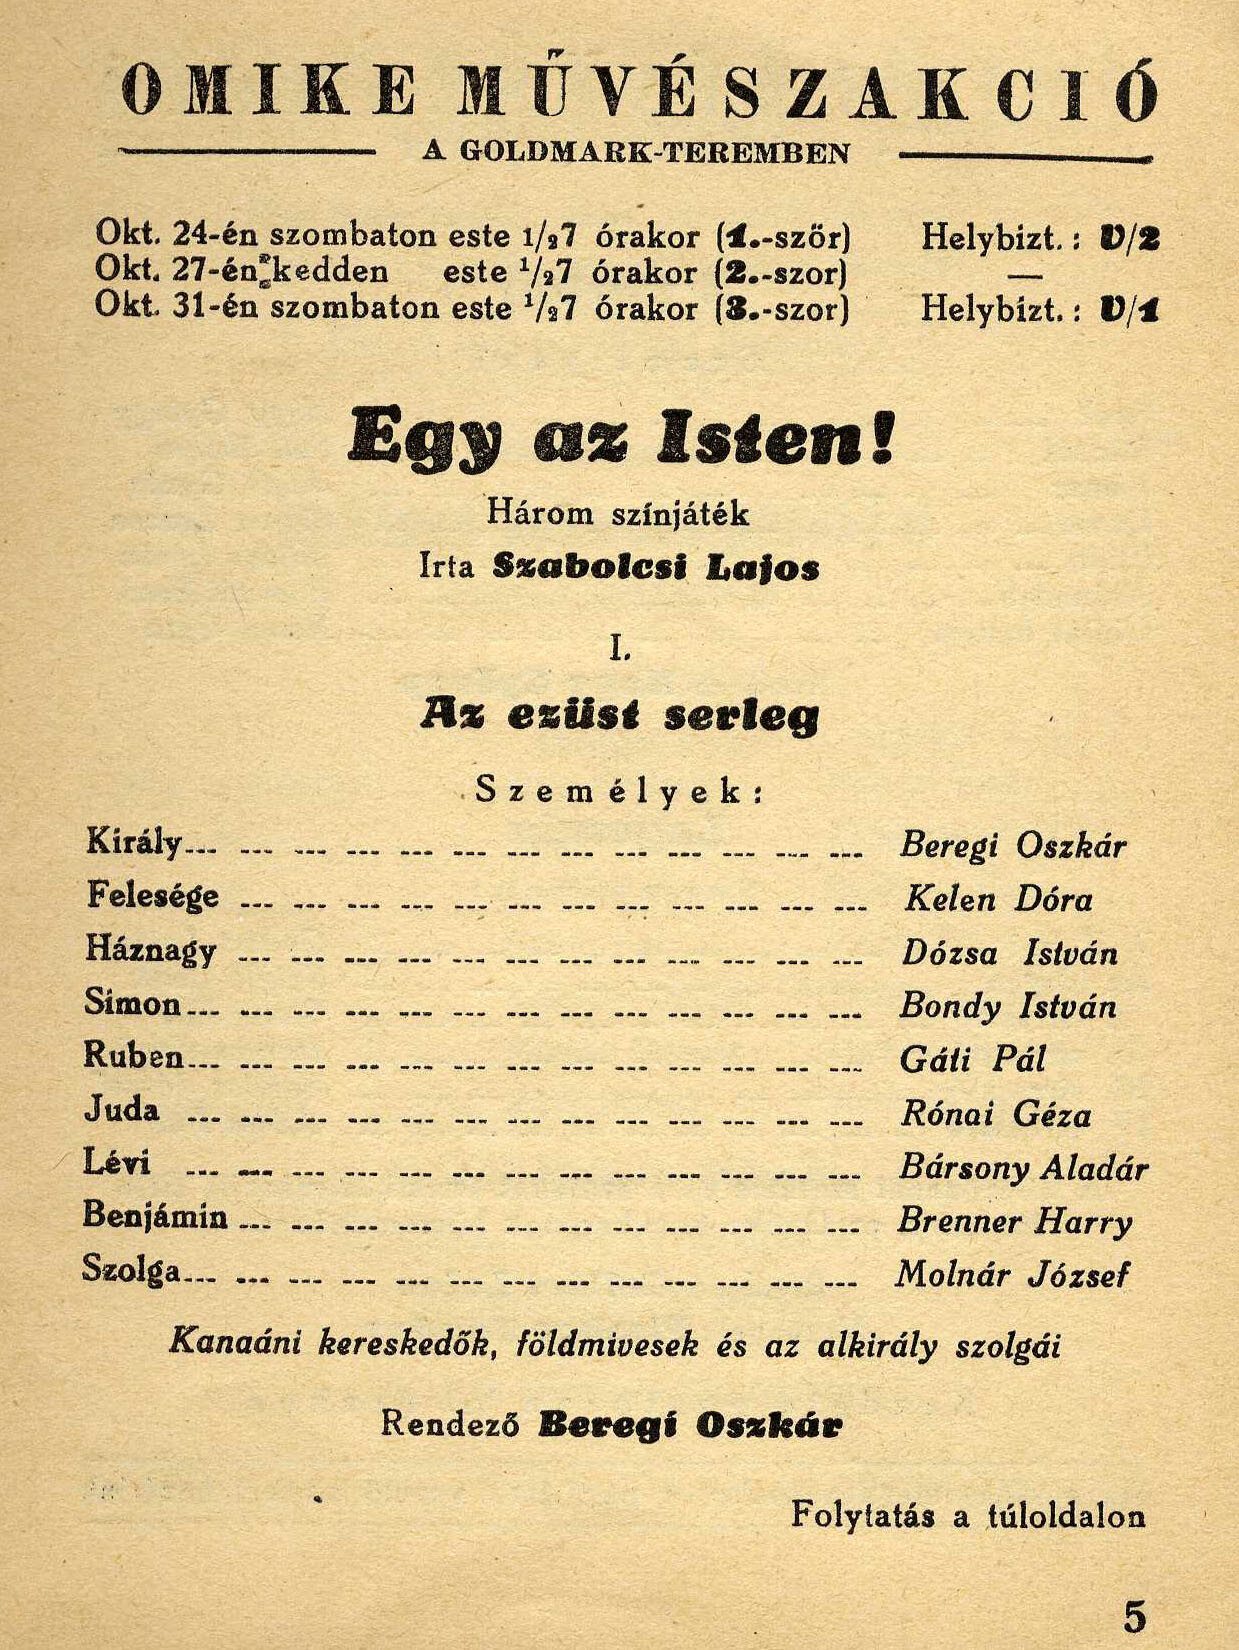 OMIKE MŰVÉSZAKCIÓ
A GOLDMARK-TEREMBEN
Okt. 24-én szombaton este 1/27 órakor (1.-ször) Helybizt.: D/2
Okt. 27-én kedden este 1/27 órakor (2.-szor) —
Okt. 31-én szombaton este 1/27 órakor (3.-szor) Helybizt.: D/1
Egy az Isten!
Három színjáték
Irta Szabolcsi Lajos
I.
Az ezüst serleg
Személyek:
Király... ... ... ... ... ... ... ... ... ... ... ... ... Beregi Oszkár
Felesége ... ... ... ... ... ... ... ... ... ... ... ... Kelen Dóra
Háznagy ... ... ... ... ... ... ... ... ... ... ... ... Dózsa István
Simon... ... ... ... ... ... ... ... ... ... ... ... ... Bondy István
Ruben... ... ... ... ... ... ... ... ... ... ... ... ... Gáti Pál
Juda ... ... ... ... ... ... ... ... ... ... ... ... ... Rónai Géza
Lévi ... ... ... ... ... ... ... ... ... ... ... ... ... Bársony Aladár
Benjámin ... ... ... ... ... ... ... ... ... ... ... ... Brenner Harry
Szolga... ... ... ... ... ... ... ... ... ... ... ... ... Molnár József
Kanaáni kereskedők, földmivesek és az alkirály szolgái
Rendező Beregi Oszkár
Folytatás a túloldalon
5